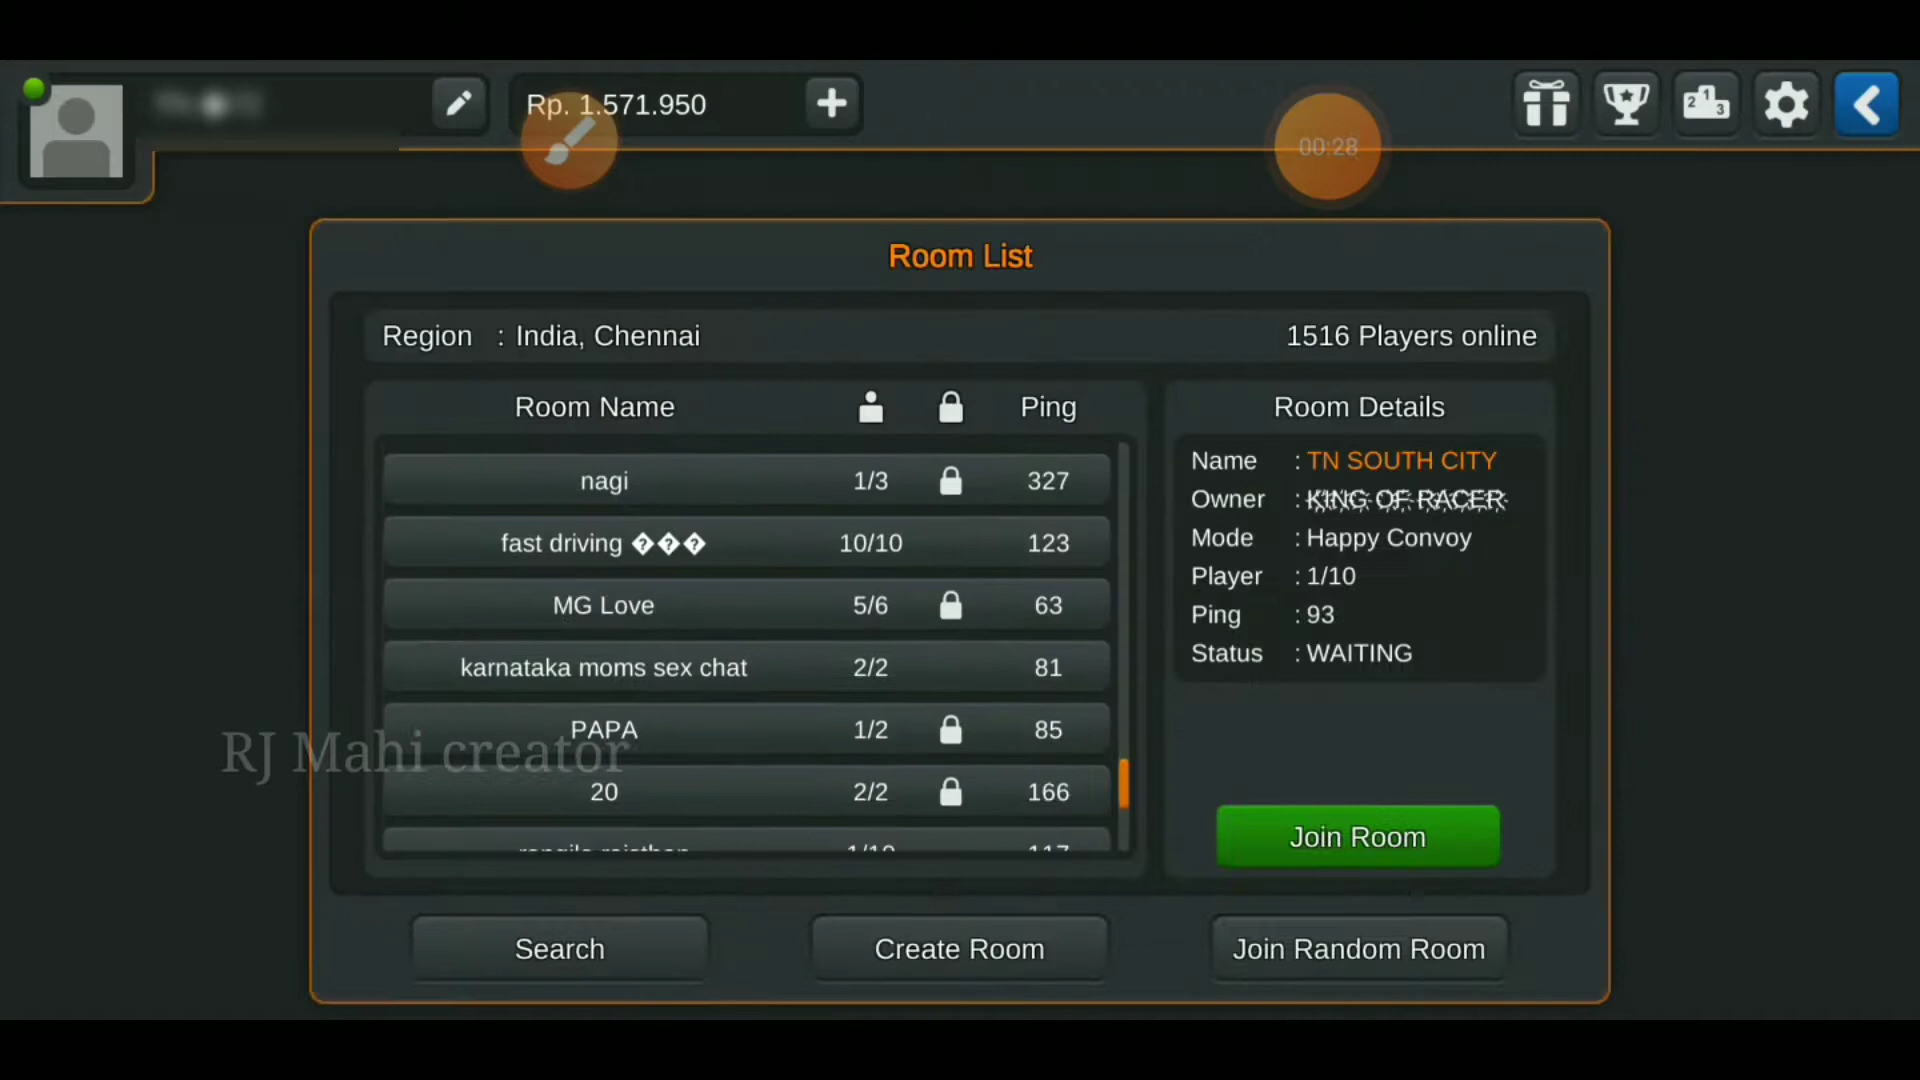 Rp. 1.571.950
00:28
Room List
Region : India, Chennai
1516 Players online
Room Name Ping
nagi 1/3 327
fast driving ��� 10/10 123
MG Love 5/6 63
karnataka moms sex chat 2/2 81
PAPA 1/2 85
20 2/2 166
1/10 117
Room Details
Name : TN SOUTH CITY
Owner : KING OF RACER
Mode : Happy Convoy
Player : 1/10
Ping : 93
Status : WAITING
Join Room
RJ Mahi creator
Search
Create Room
Join Random Room